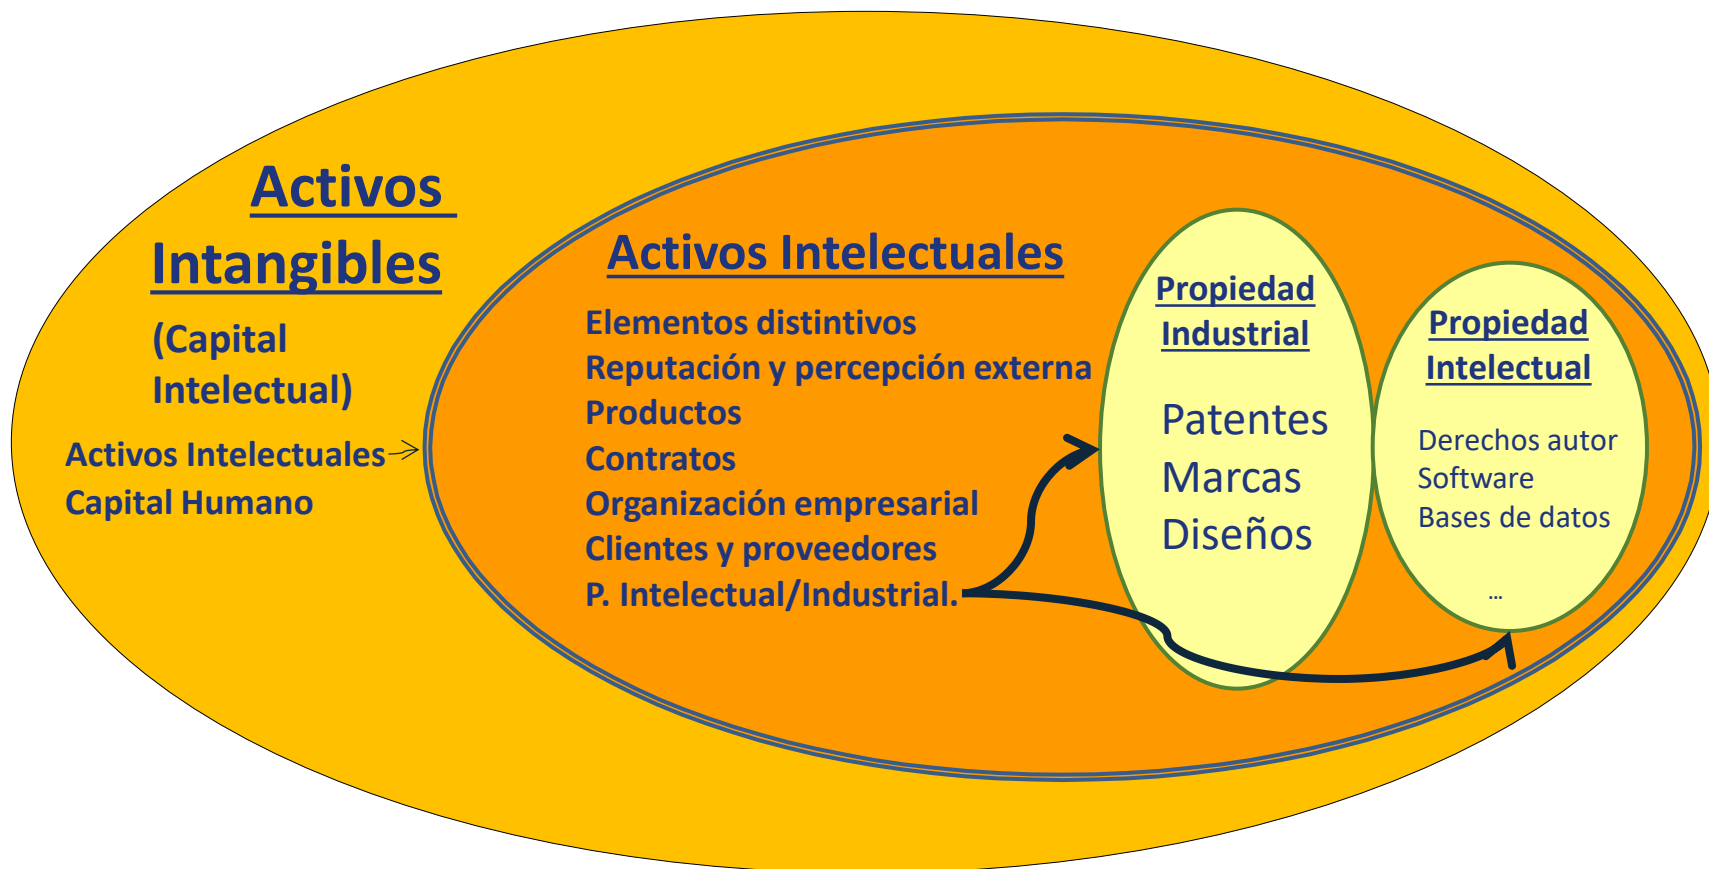 Activos
Intangibles
(Capital
Intelectual)
Activos Intelectuales
Capital Humano
Activos Intelectuales
Elementos distintivos
Reputación y percepción externa
Productos
Contratos
Organización empresarial
Clientes y proveedores
P. Intelectual/Industrial.
Propiedad
Industrial
Patentes
Marcas
Diseños
Propiedad
Intelectual
Derechos autor
Software
Bases de datos
...